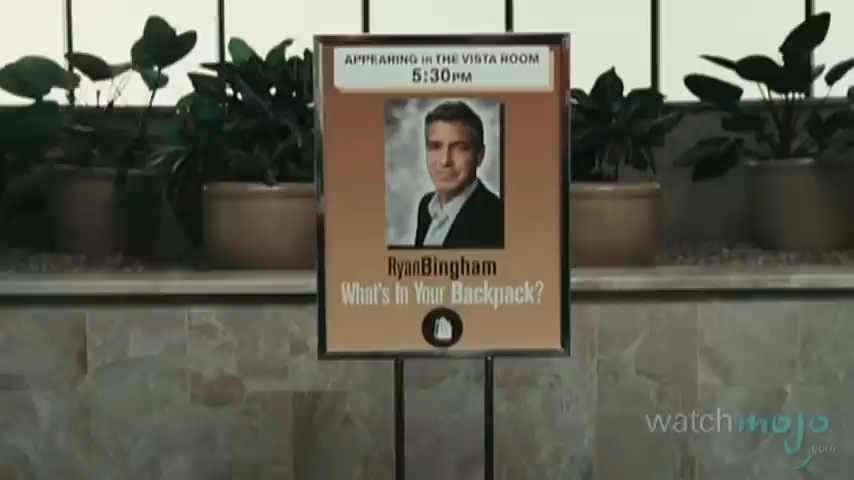 APPEARING in THE VISTA ROOM
5:30PM
RyanBingham
What's In Your Backpack?
watchmojo
.com